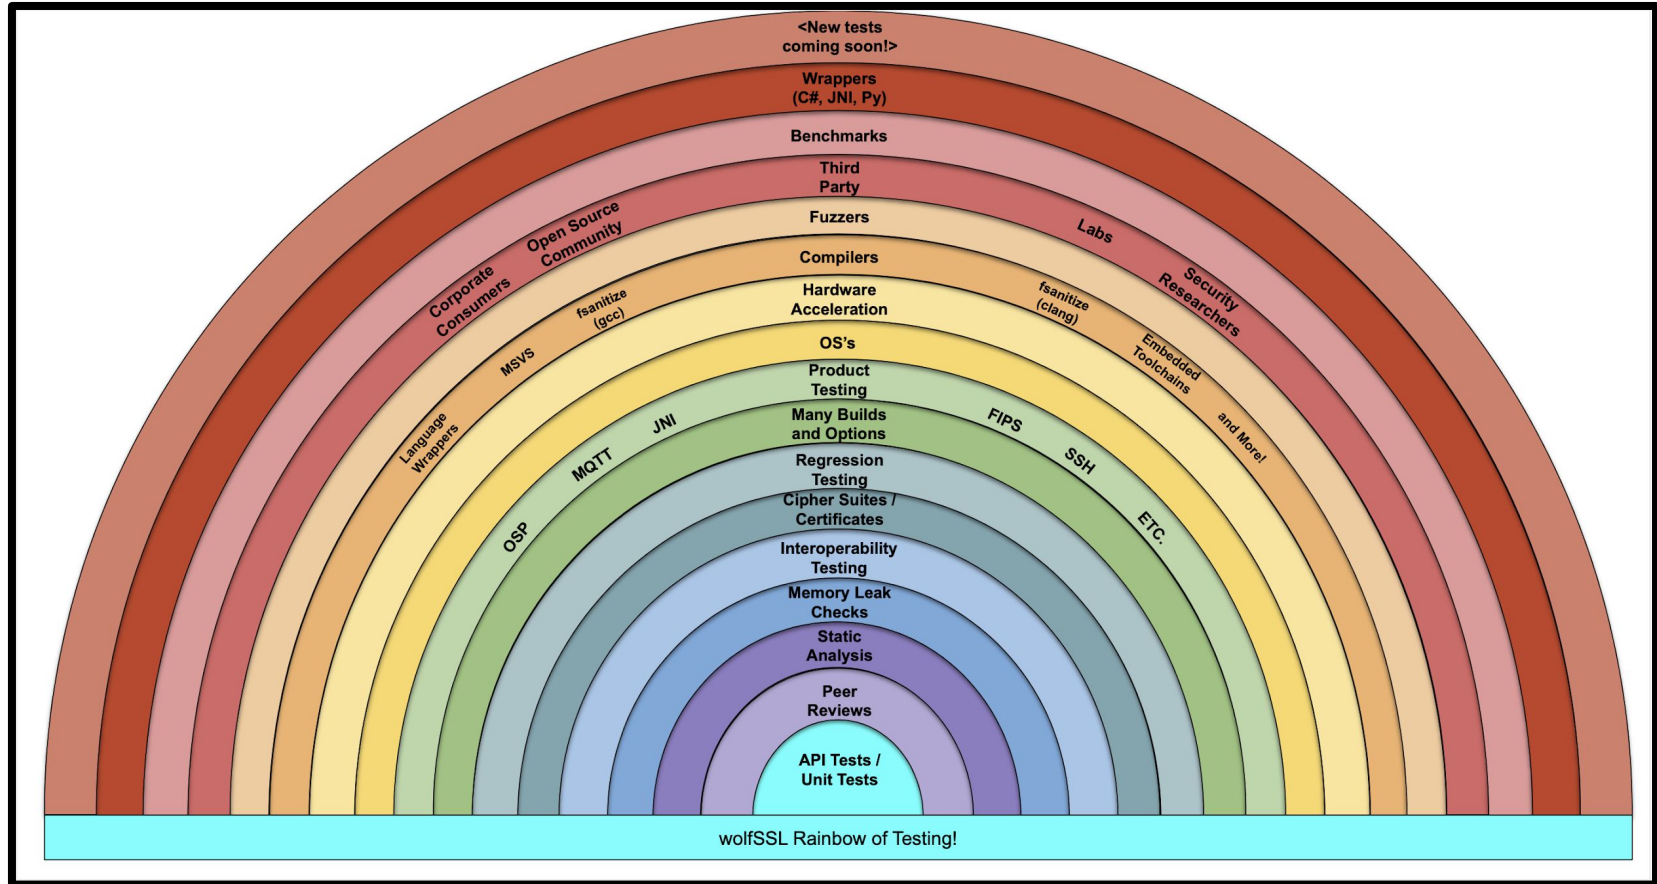 <New tests
coming soon!>
Wrappers
(C#, JNI, Py)
Benchmarks
Third
Party
Open Source
Community
Corporate
Consumers
Labs
Security
Researchers
Fuzzers
Compilers
fsanitize
(gcc)
MSVS
Language
Wrappers
fsanitize
(clang)
Embedded
Toolchains
and More!
Hardware
Acceleration
OS's
Product
Testing
JNI
MQTT
OSP
FIPS
SSH
ETC.
Many Builds
and Options
Regression
Testing
Cipher Suites /
Certificates
Interoperability
Testing
Memory Leak
Checks
Static
Analysis
Peer
Reviews
API Tests /
Unit Tests
wolfSSL Rainbow of Testing!